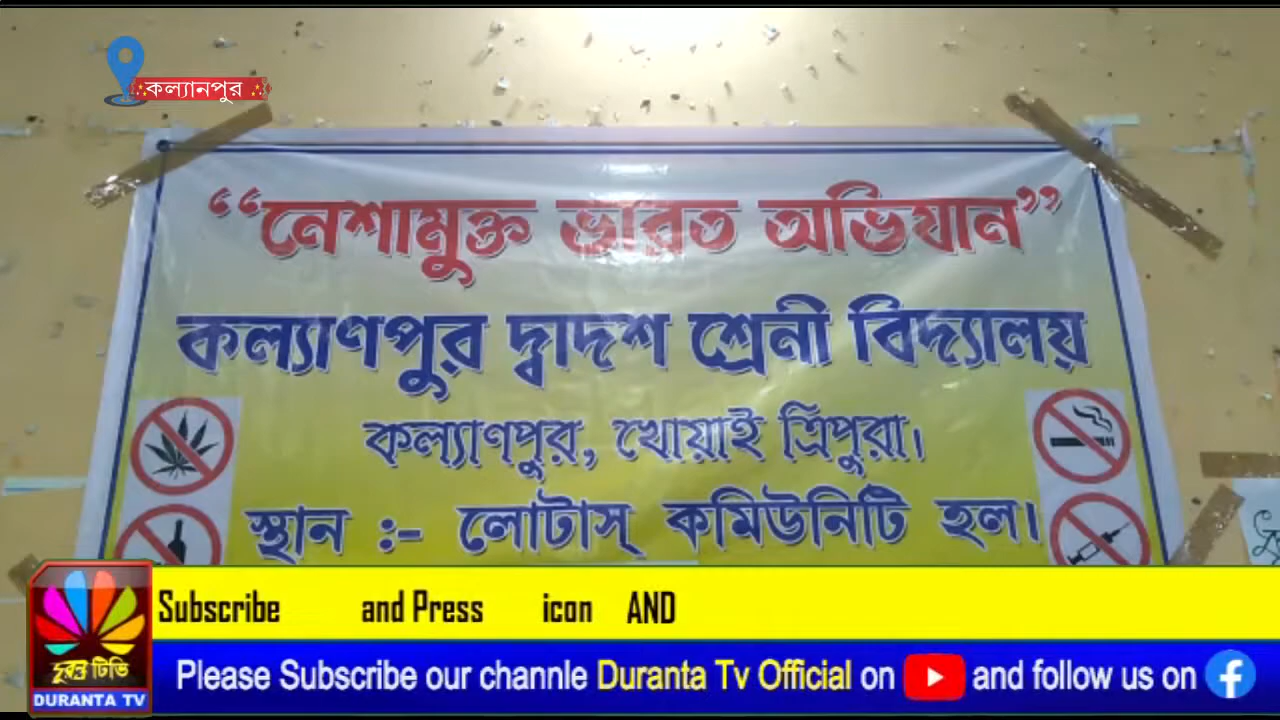 কল্যানপুর
“নেশামুক্ত ভারত অভিযান”
কল্যাণপুর দ্বাদশ শ্রেনী বিদ্যালয়
কল্যাণপুর, খোয়াই ত্রিপুরা।
স্থান :- লোটাস্ কমিউনিটি হল।
Subscribe and Press icon AND
দুরন্ত টিভি
DURANTA TV
Please Subscribe our channle Duranta Tv Official on and follow us on